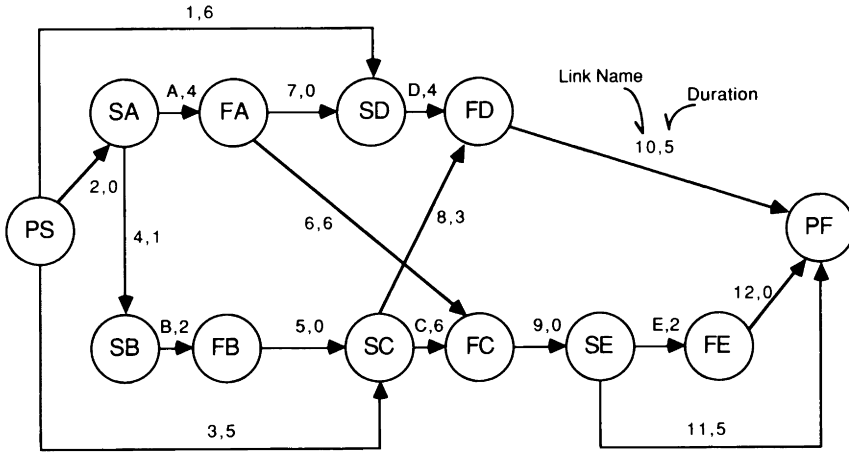 1,6
Link Name
Duration
10,5
SA
A,4
FA
7,0
SD
D,4
FD
2,0
PS
4,1
6,6
8,3
PF
12,0
SB
B,2
FB
5,0
SC
C,6
FC
9,0
SE
E,2
FE
3,5
11,5